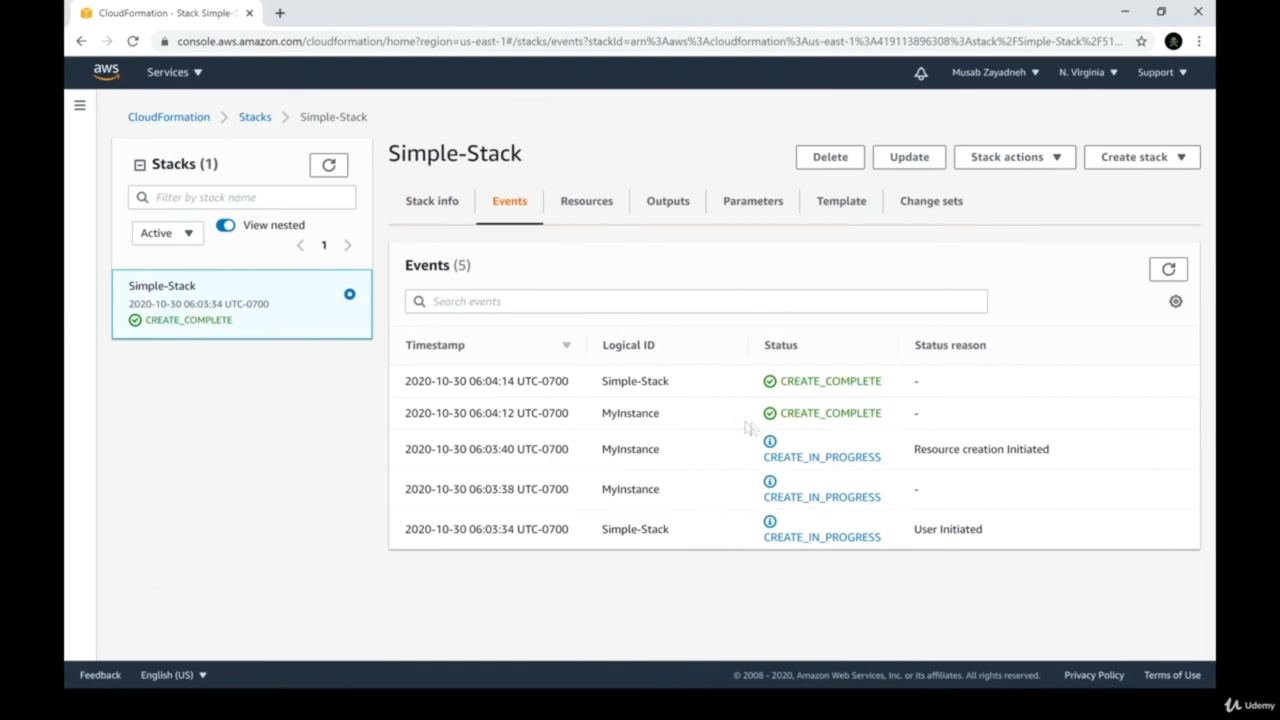 CloudFormation - Stack Simple-S
console.aws.amazon.com/cloudformation/home?region=us-east-1#/stacks/events?stackId=arn%3Aaws%3Acloudformation%3Aus-east-1%3A419113896308%3Astack%2FSimple-Stack%2F51...
aws Services Musab Zayadneh N. Virginia Support
CloudFormation Stacks Simple-Stack
Stacks (1)
Filter by stack name
Active View nested
1
Simple-Stack
2020-10-30 06:03:34 UTC-0700
CREATE_COMPLETE
Simple-Stack Delete Update Stack actions Create stack
Stack info Events Resources Outputs Parameters Template Change sets
Events (5)
Search events
Timestamp Logical ID Status Status reason
2020-10-30 06:04:14 UTC-0700 Simple-Stack CREATE_COMPLETE -
2020-10-30 06:04:12 UTC-0700 MyInstance CREATE_COMPLETE -
2020-10-30 06:03:40 UTC-0700 MyInstance CREATE_IN_PROGRESS Resource creation Initiated
2020-10-30 06:03:38 UTC-0700 MyInstance CREATE_IN_PROGRESS -
2020-10-30 06:03:34 UTC-0700 Simple-Stack CREATE_IN_PROGRESS User Initiated
Feedback English (US) © 2008 - 2020, Amazon Web Services, Inc. or its affiliates. All rights reserved. Privacy Policy Terms of Use
Udemy